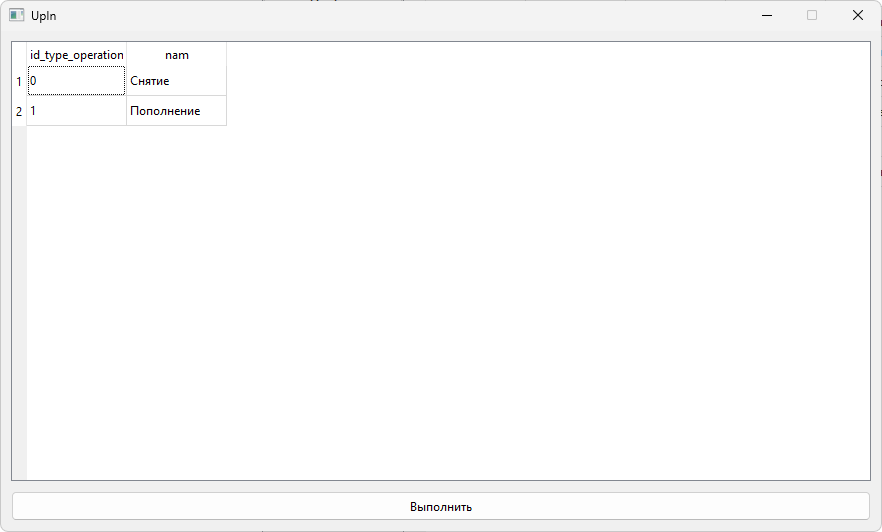 UpIn
id_type_operation nam
1 0 Снятие
2 1 Пополнение
Выполнить